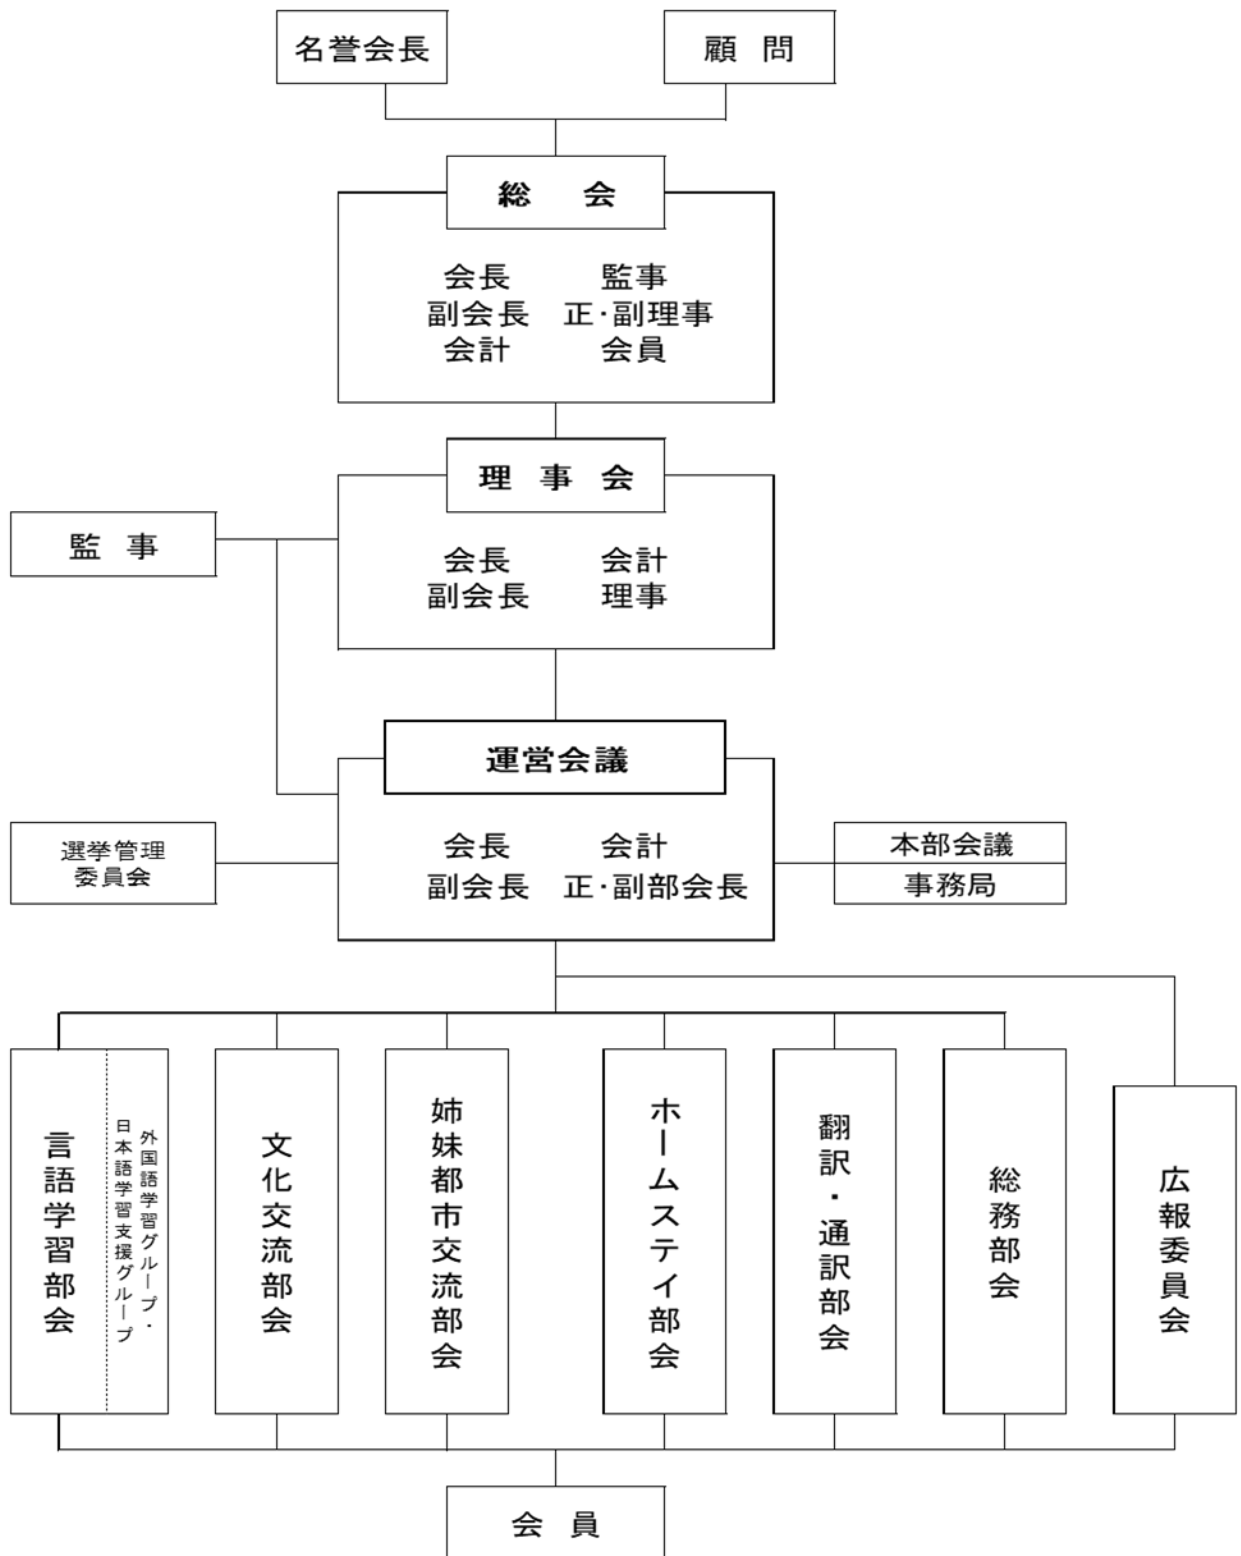 名誉会長
顧 問
総 会
会長 監事
副会長 正・副理事
会計 会員
理 事 会
監 事
会長 会計
副会長 理事
運営会議
選挙管理
委員会
会長 会計
副会長 正・副部会長
本部会議
事務局
言語学習部会
外国語学習グループ・
日本語学習支援グループ
文化交流部会
姉妹都市交流部会
ホームステイ部会
翻訳・通訳部会
総務部会
広報委員会
会 員